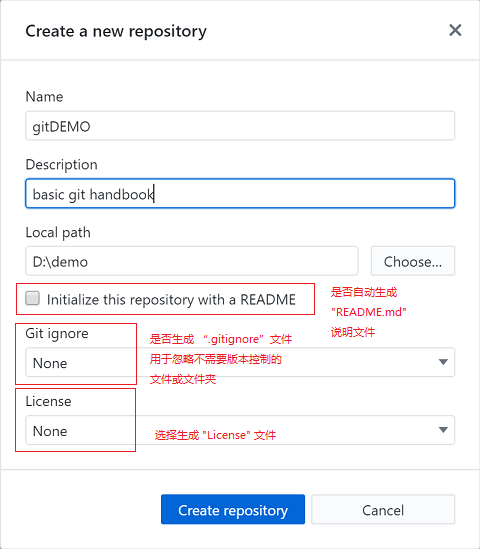 Create a new repository
Name
gitDEMO
Description
basic git handbook
Local path
D:\demo
Choose...
Initialize this repository with a README
是否自动生成
"README.md"
说明文件
Git ignore
None
是否生成 “.gitignore”文件
用于忽略不需要版本控制的
文件或文件夹
License
None
选择生成 "License" 文件
Create repository
Cancel